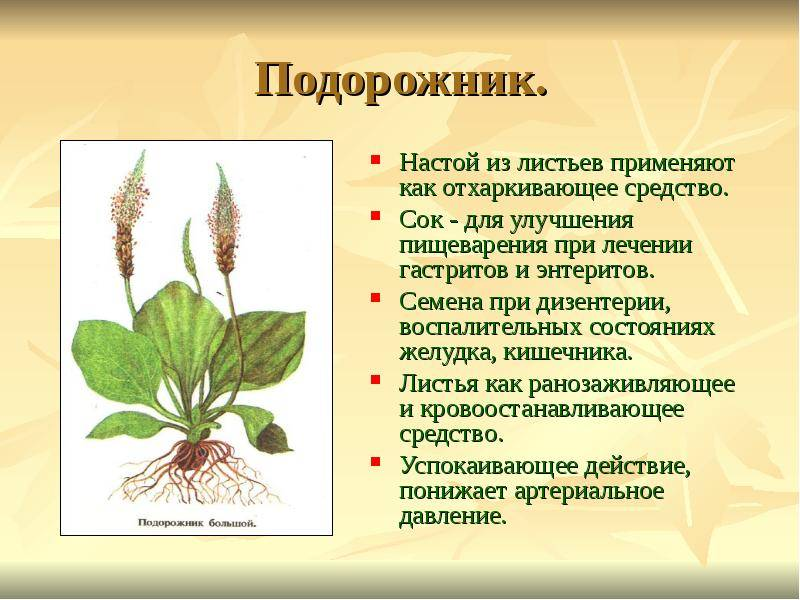 Подорожник.
Настой из листьев применяют
как отхаркивающее средство.
Сок - для улучшения
пищеварения при лечении
гастритов и энтеритов.
Семена при дизентерии,
воспалительных состояниях
желудка, кишечника.
Листья как ранозаживляющее
и кровоостанавливающее
средство.
Успокаивающее действие,
понижает артериальное
давление.
Подорожник большой.